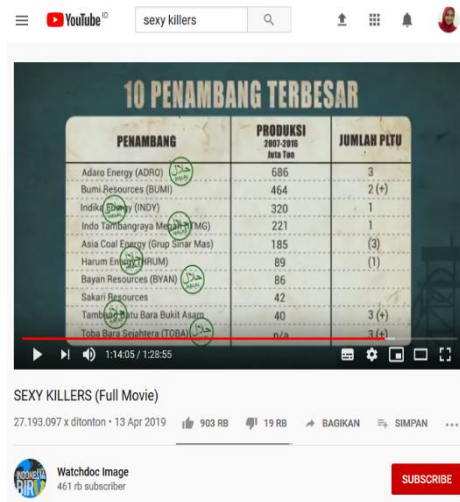 YouTube ID
sexy killers
10 PENAMBANG TERBESAR
PENAMBANG PRODUKSI 2007-2016 Juta Ton JUMLAH PLTU
Adaro Energy (ADRO) 686 3
Bumi Resources (BUMI) 464 2 (+)
Indika Energy (INDY) 320 1
Indo Tambangraya Megah (ITMG) 221 1
Asia Coal Energy (Grup Sinar Mas) 185 (3)
Harum Energy (HRUM) 89 (1)
Bayan Resources (BYAN) 86
Sakari Resources 42
Tambang Batu Bara Bukit Asam 40 3 (+)
Toba Bara Sejahtera (TOBA) n/a 3 (+)
1:14:05 / 1:28:55
SEXY KILLERS (Full Movie)
27.193.097 x ditonton • 13 Apr 2019 903 RB 19 RB BAGIKAN SIMPAN
INDONESIA BIRU
Watchdoc Image
461 rb subscriber
SUBSCRIBE